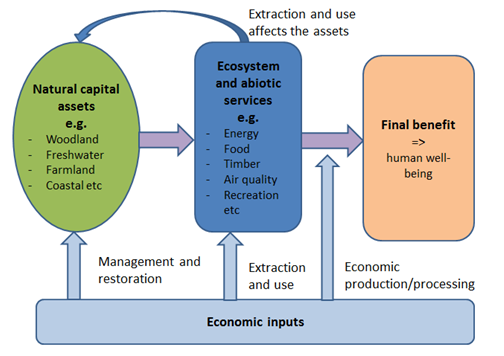 Extraction and use
affects the assets
Natural capital
assets
e.g.
- Woodland
- Freshwater
- Farmland
- Coastal etc
Ecosystem
and abiotic
services
e.g.
- Energy
- Food
- Timber
- Air quality
- Recreation
etc
Final benefit
=>
human well-
being
Management and
restoration
Extraction
and use
Economic
production/processing
Economic inputs